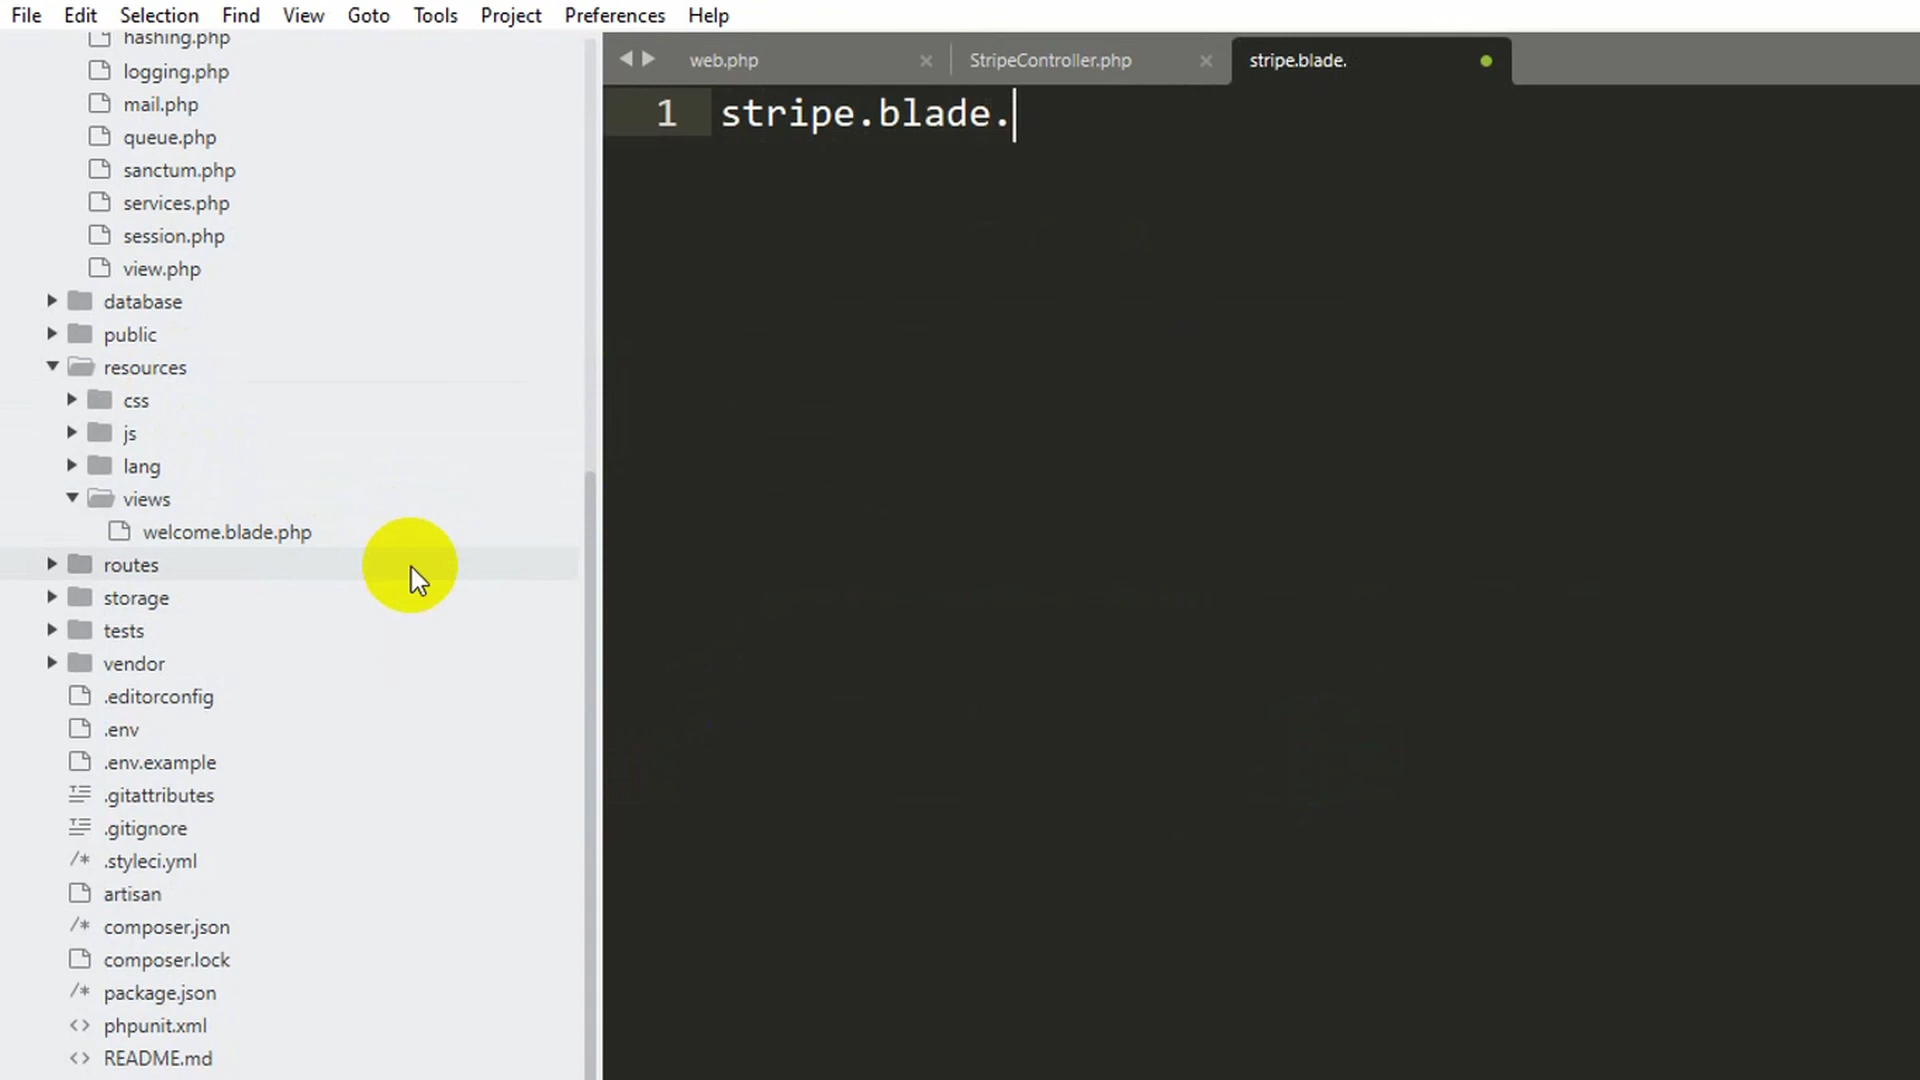 File Edit Selection Find View Goto Tools Project Preferences Help
hashing.php
logging.php
mail.php
queue.php
sanctum.php
services.php
session.php
view.php
database
public
resources
css
js
lang
views
welcome.blade.php
routes
storage
tests
vendor
.editorconfig
.env
.env.example
.gitattributes
.gitignore
/* .styleci.yml
artisan
/* composer.json
composer.lock
/* package.json
<> phpunit.xml
<> README.md
web.php × StripeController.php × stripe.blade.
1 stripe.blade.